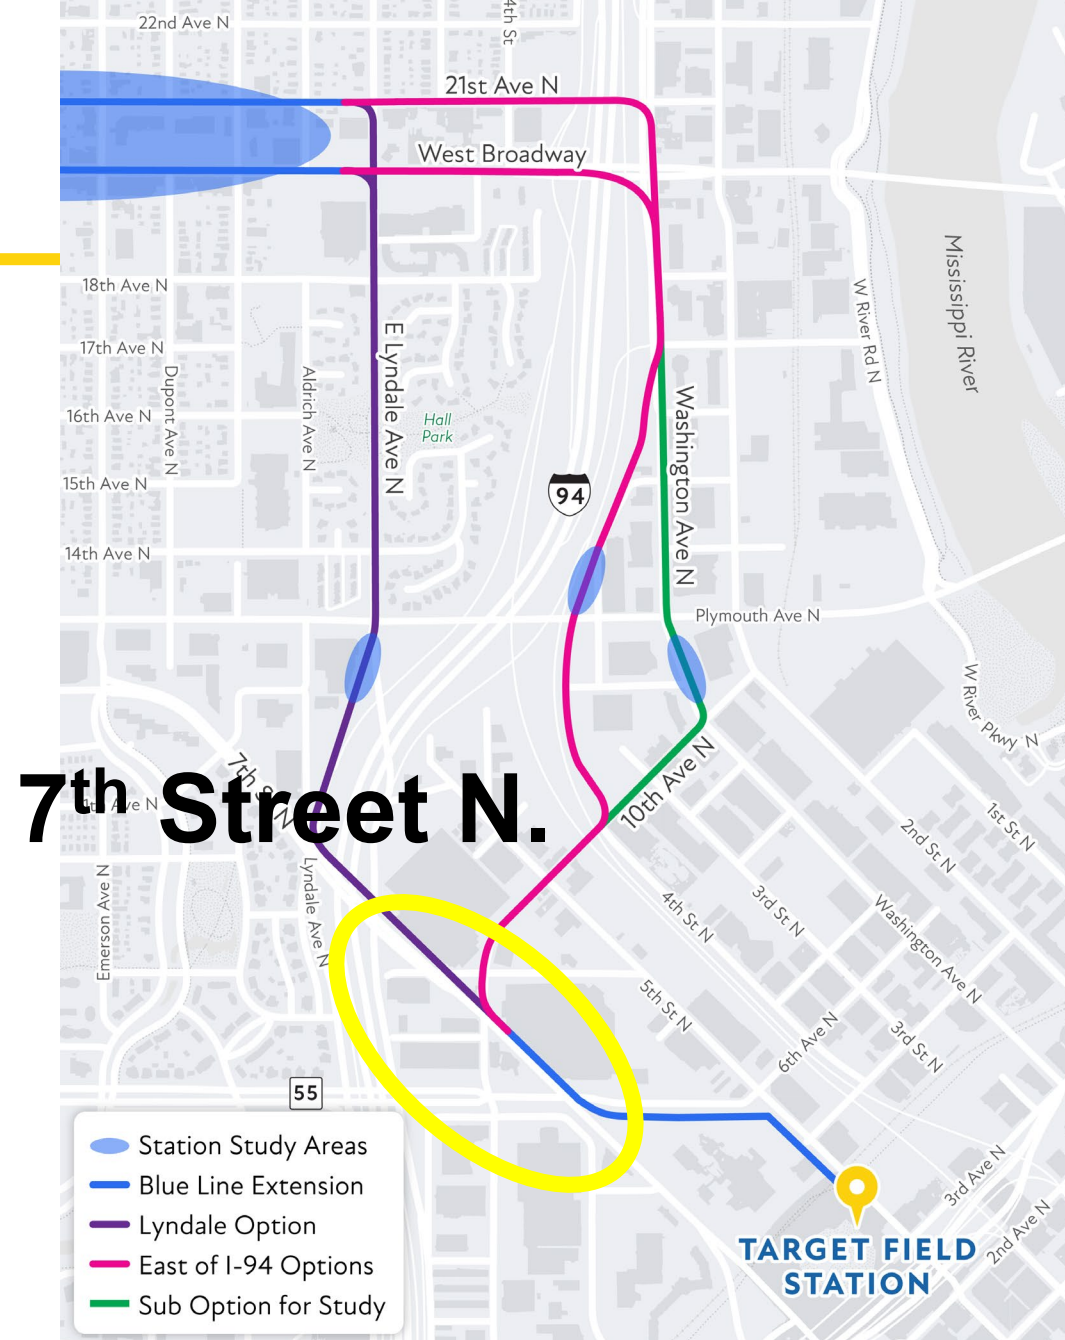 22nd Ave N
4th St
21st Ave N
West Broadway
18th Ave N
Mississippi River
W River Rd N
17th Ave N
E Lyndale Ave N
Dupont Ave N
Aldrich Ave N
Washington Ave N
16th Ave N
Hall
Park
15th Ave N
94
14th Ave N
Plymouth Ave N
W River Pkwy N
10th Ave N
7th Street N.
Ave N
1st St N
2nd St N
Emerson Ave N
Lyndale Ave N
4th St N
3rd St N
Washington Ave N
5th St N
6th Ave N
3rd St N
55
Station Study Areas
Blue Line Extension
Lyndale Option
East of I-94 Options
Sub Option for Study
3rd Ave N
2nd Ave N
TARGET FIELD
STATION